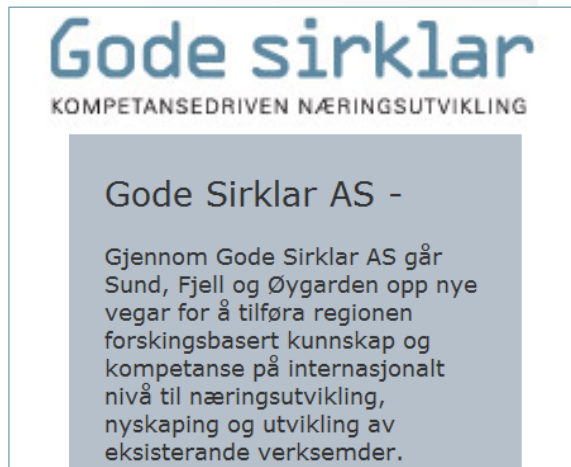 Gode sirklar
KOMPETANSEDRIVEN NÆRINGSUTVIKLING
Gode Sirklar AS -
Gjennom Gode Sirklar AS går
Sund, Fjell og Øygarden opp nye
vegar for å tilføra regionen
forskingsbasert kunnskap og
kompetanse på internasjonalt
nivå til næringsutvikling,
nyskaping og utvikling av
eksisterande verksemder.